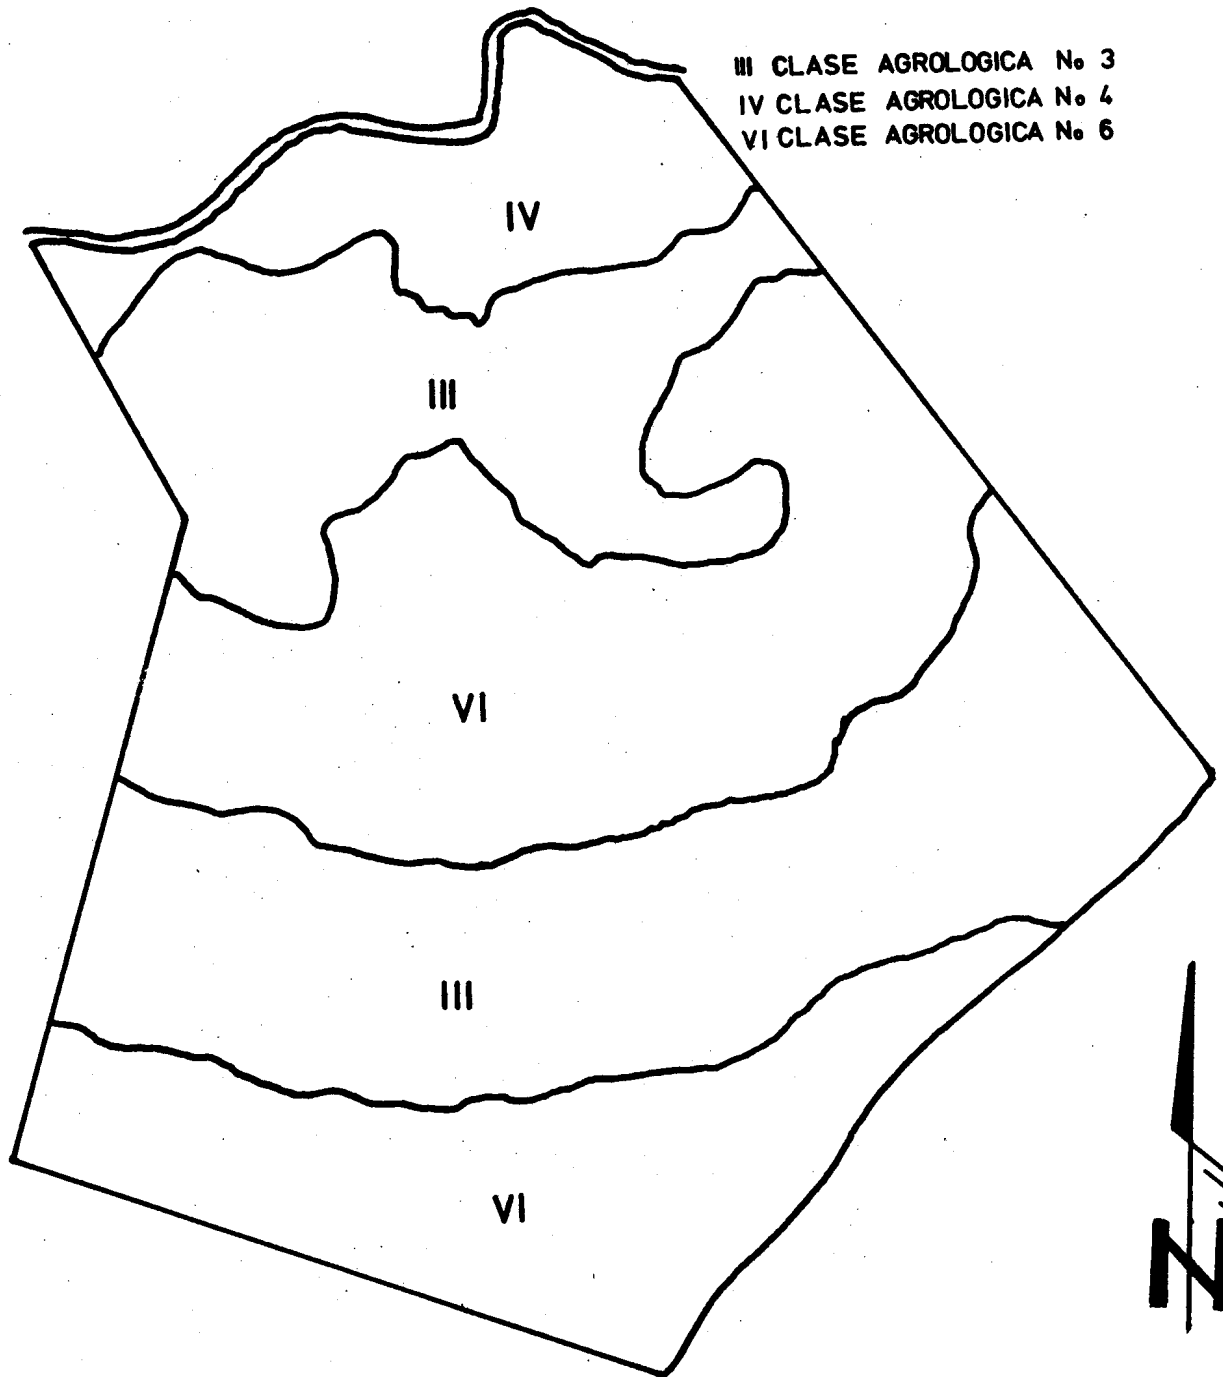 III CLASE AGROLOGICA No 3
IV CLASE AGROLOGICA No 4
VI CLASE AGROLOGICA No 6
IV
III
VI
III
VI
N